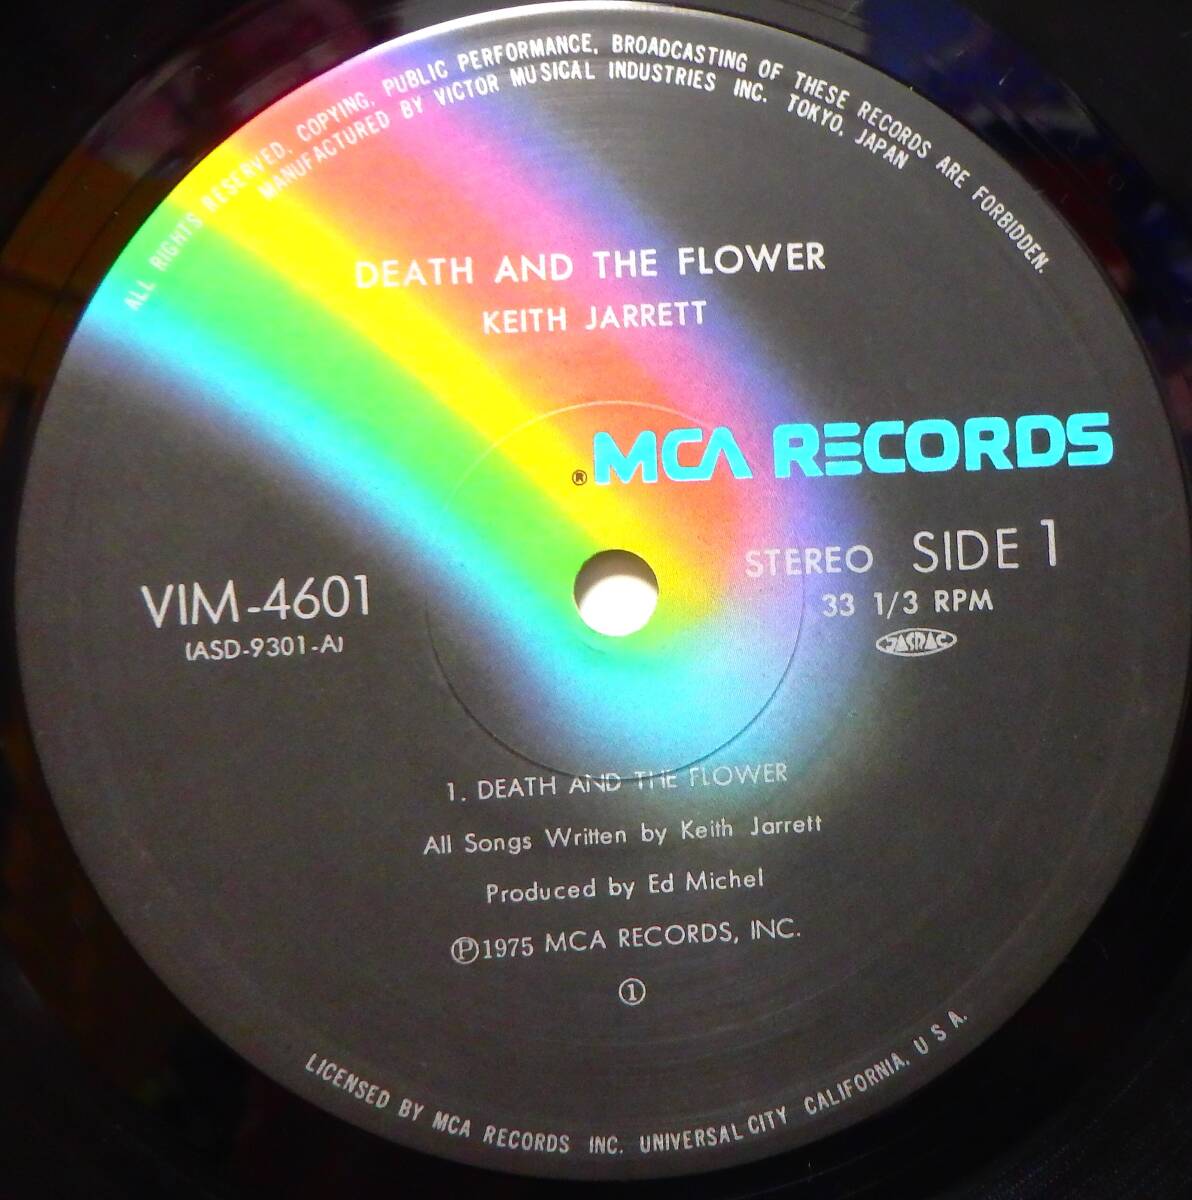 ALL RIGHTS RESERVED. COPYING, PUBLIC PERFORMANCE, BROADCASTING OF THESE RECORDS ARE FORBIDDEN.
MANUFACTURED BY VICTOR MUSICAL INDUSTRIES INC. TOKYO, JAPAN
DEATH AND THE FLOWER
KEITH JARRETT
® MCA RECORDS
STEREO SIDE 1
33 1/3 RPM
JASRAC
VIM-4601
(ASD-9301-A)
1. DEATH AND THE FLOWER
All Songs Written by Keith Jarrett
Produced by Ed Michel
℗1975 MCA RECORDS, INC.
①
LICENSED BY MCA RECORDS INC. UNIVERSAL CITY CALIFORNIA, U S A.